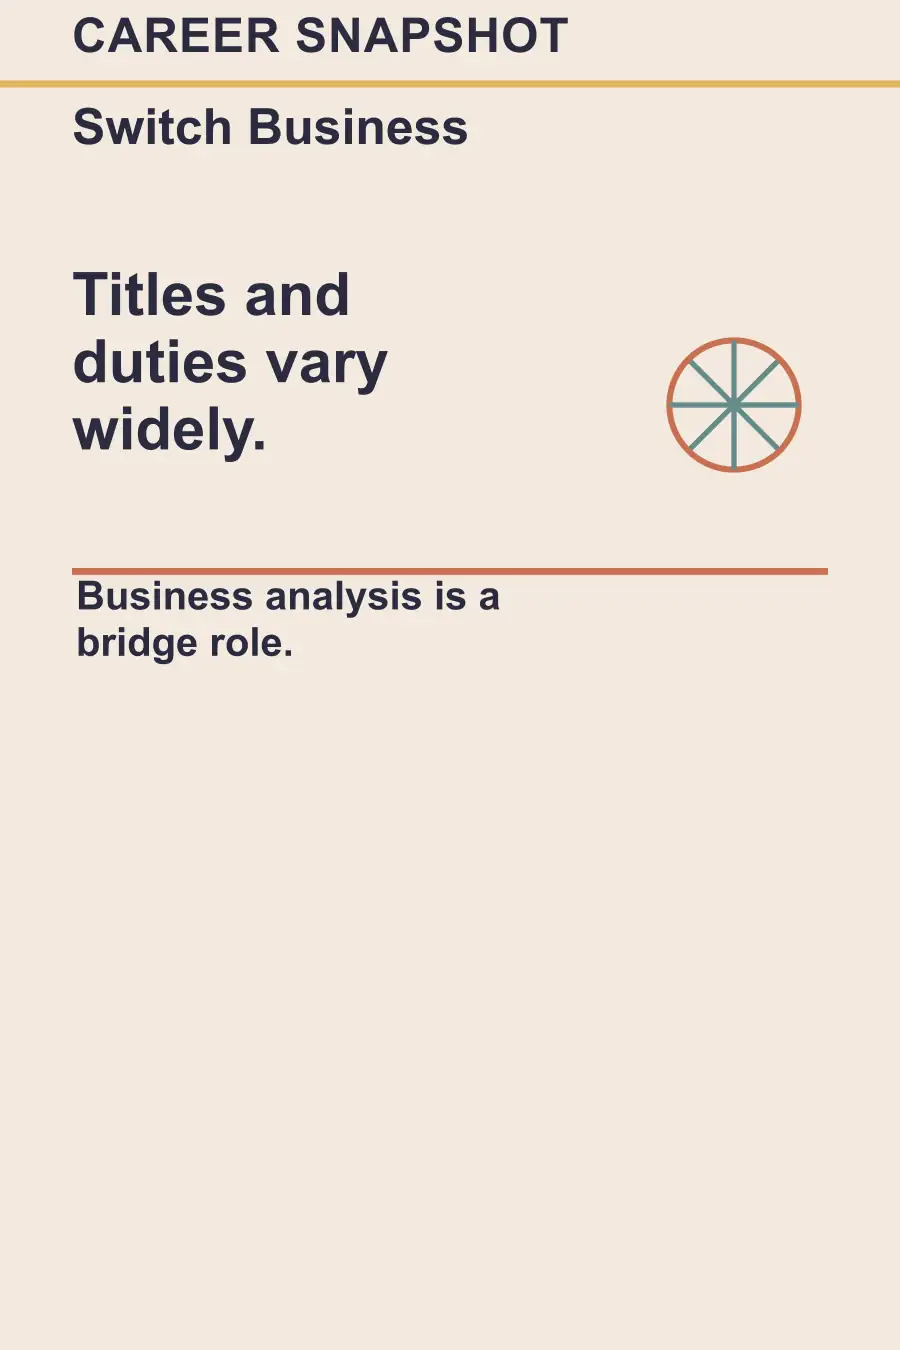 CAREER SNAPSHOT
Switch Business
Titles and
duties vary
widely.
Business analysis is a
bridge role.